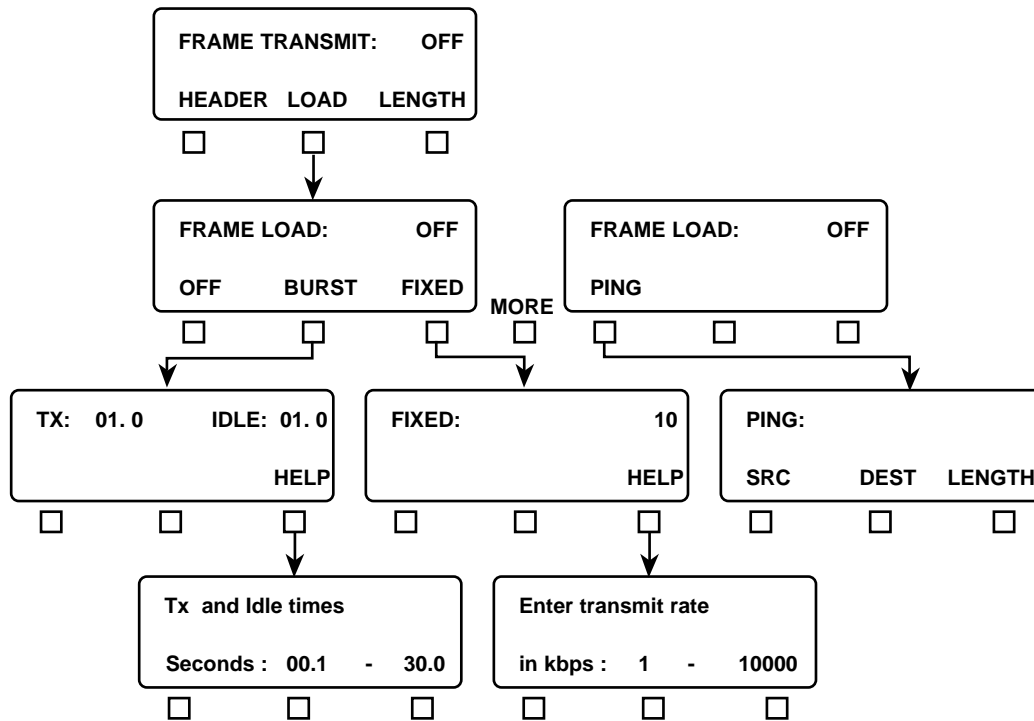 FRAME TRANSMIT: OFF
HEADER LOAD LENGTH
FRAME LOAD: OFF
OFF BURST FIXED
MORE
FRAME LOAD: OFF
PING
TX: 01. 0 IDLE: 01. 0
HELP
FIXED: 10
HELP
PING:
SRC DEST LENGTH
Tx and Idle times
Seconds : 00.1 - 30.0
Enter transmit rate
in kbps : 1 - 10000